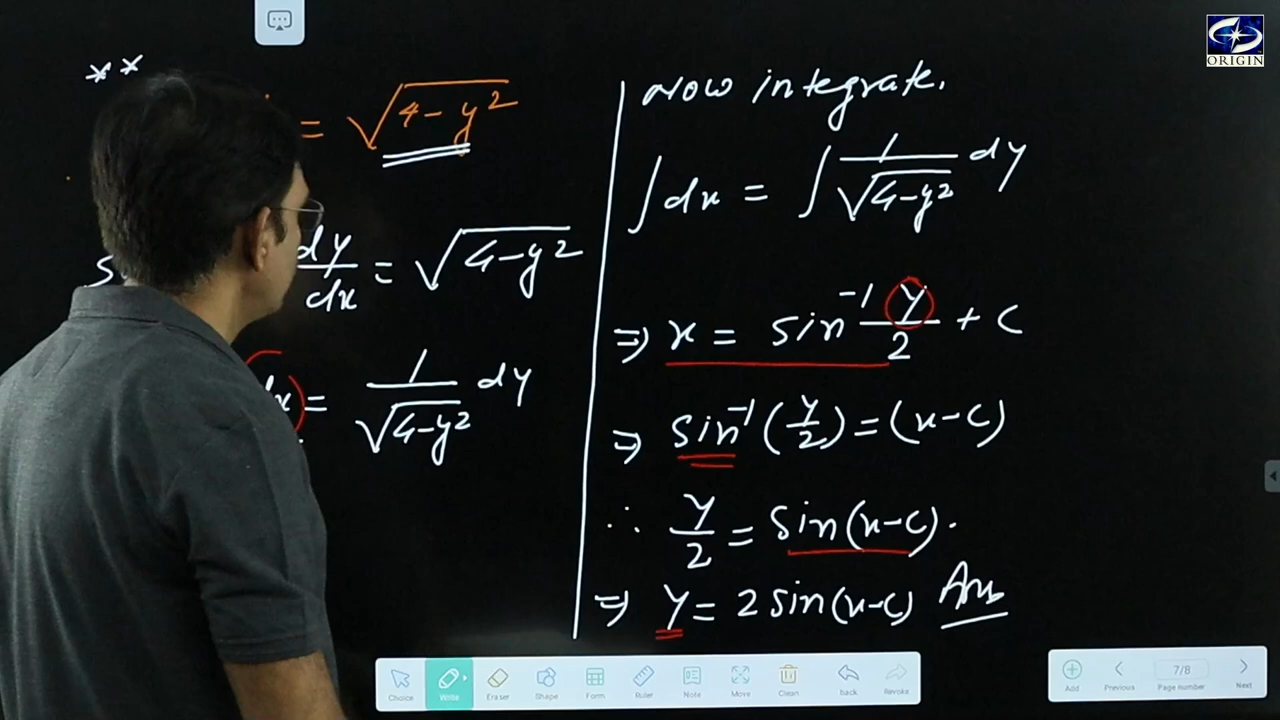 **
= √(4-y²)
S
dy/dx = √(4-y²)
dx) = 1/√(4-y²) dy
Now integrate.
∫dx = ∫ 1/√(4-y²) dy
⇒ x = sin⁻¹ y/2 + c
⇒ sin⁻¹(y/2) = (x-c)
∴ y/2 = sin(x-c).
⇒ y = 2 sin(x-c) Ans
ORIGIN
Choice Write Eraser Shape Form Ruler Note Move Clean back Revoke
Add Previous 7/8 Page number Next